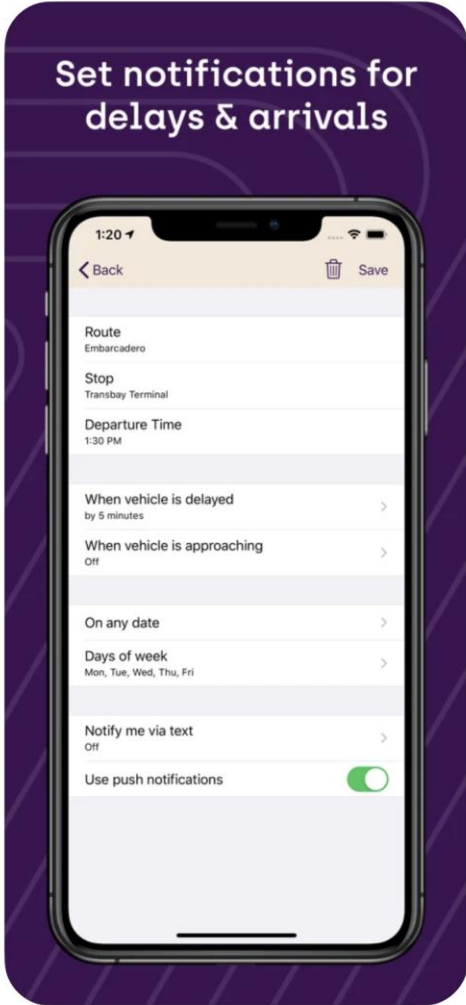 Set notifications for
delays & arrivals
1:20
Back
Save
Route
Embarcadero
Stop
Transbay Terminal
Departure Time
1:30 PM
When vehicle is delayed
by 5 minutes
When vehicle is approaching
Off
On any date
Days of week
Mon, Tue, Wed, Thu, Fri
Notify me via text
Off
Use push notifications